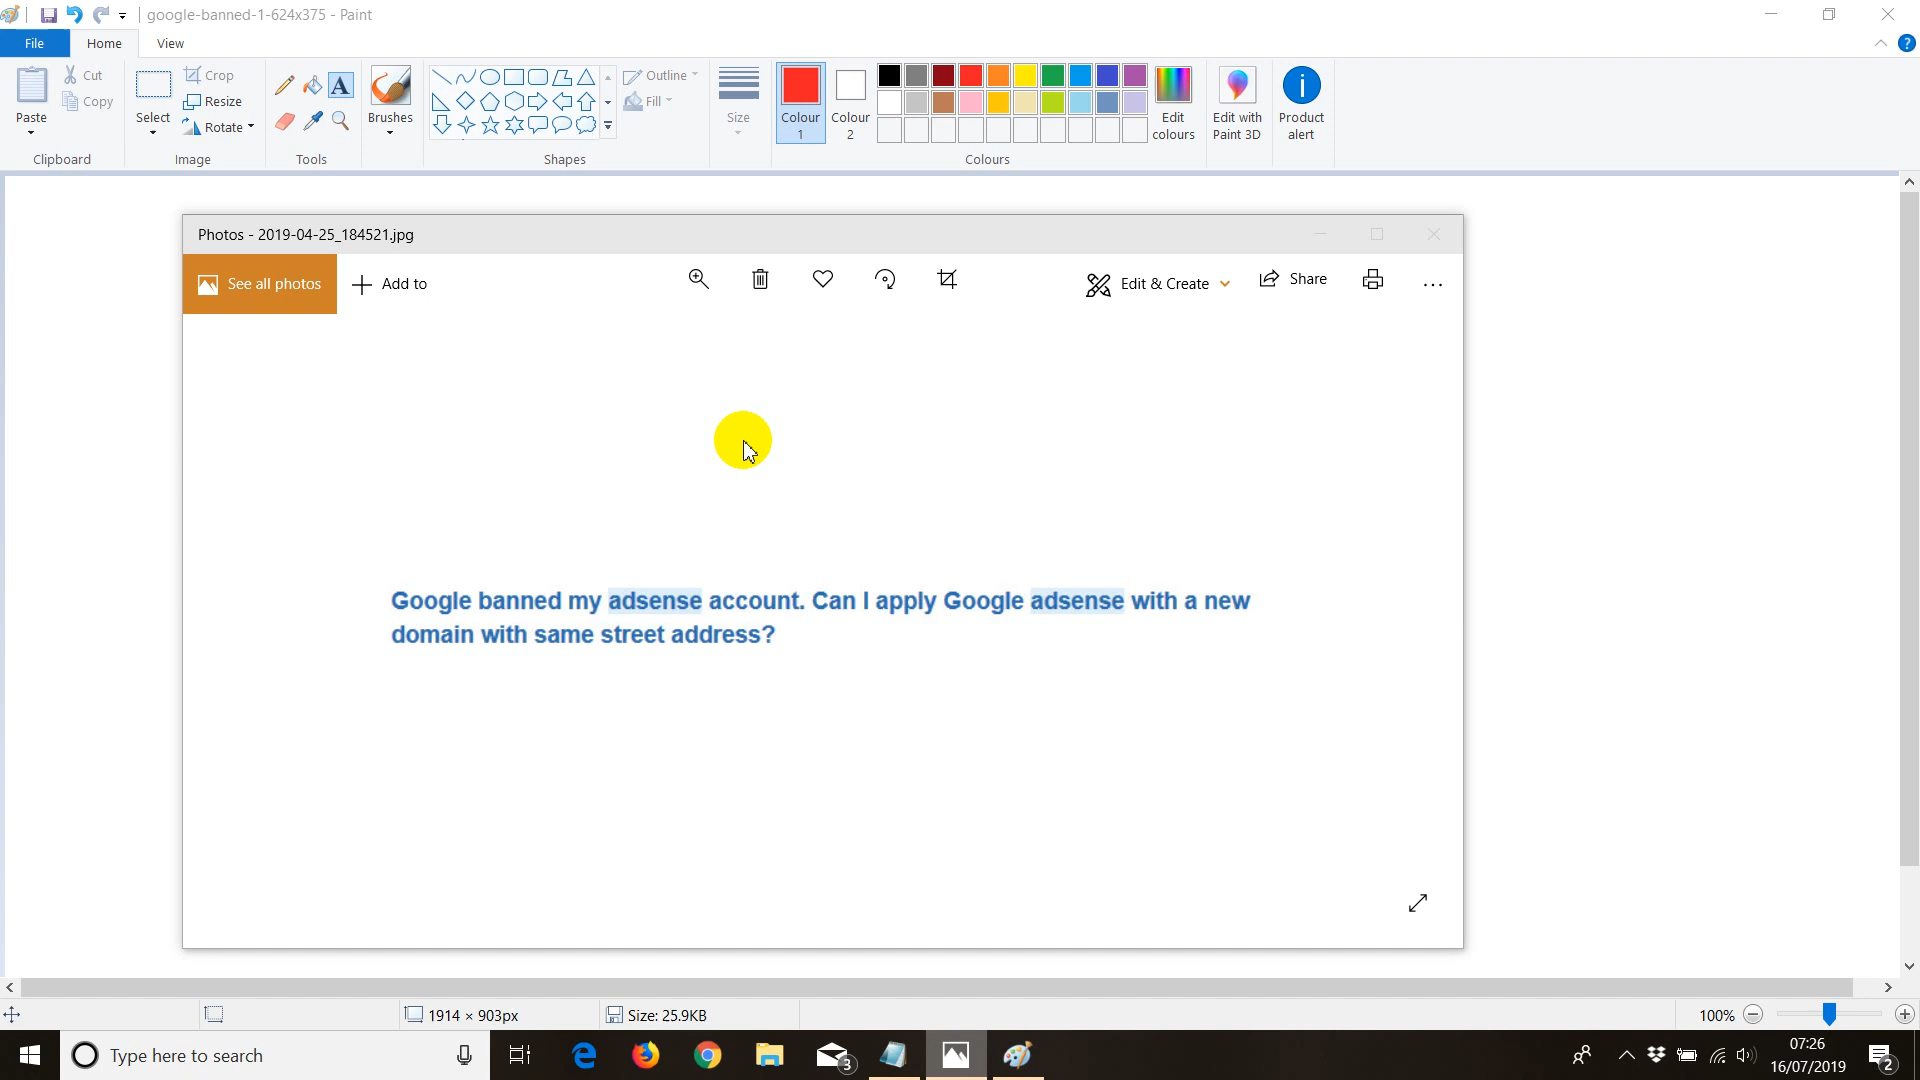 google-banned-1-624x375 - Paint
File Home View
Paste Cut Copy Clipboard
Select Crop Resize Rotate Image
Tools
Brushes
Shapes Outline Fill
Size
Colour 1 Colour 2 Edit colours Colours
Edit with Paint 3D
Product alert
Photos - 2019-04-25_184521.jpg
See all photos Add to Edit & Create Share
Google banned my adsense account. Can I apply Google adsense with a new
domain with same street address?
1914 × 903px Size: 25.9KB 100%
Type here to search 3 07:26
16/07/2019 2